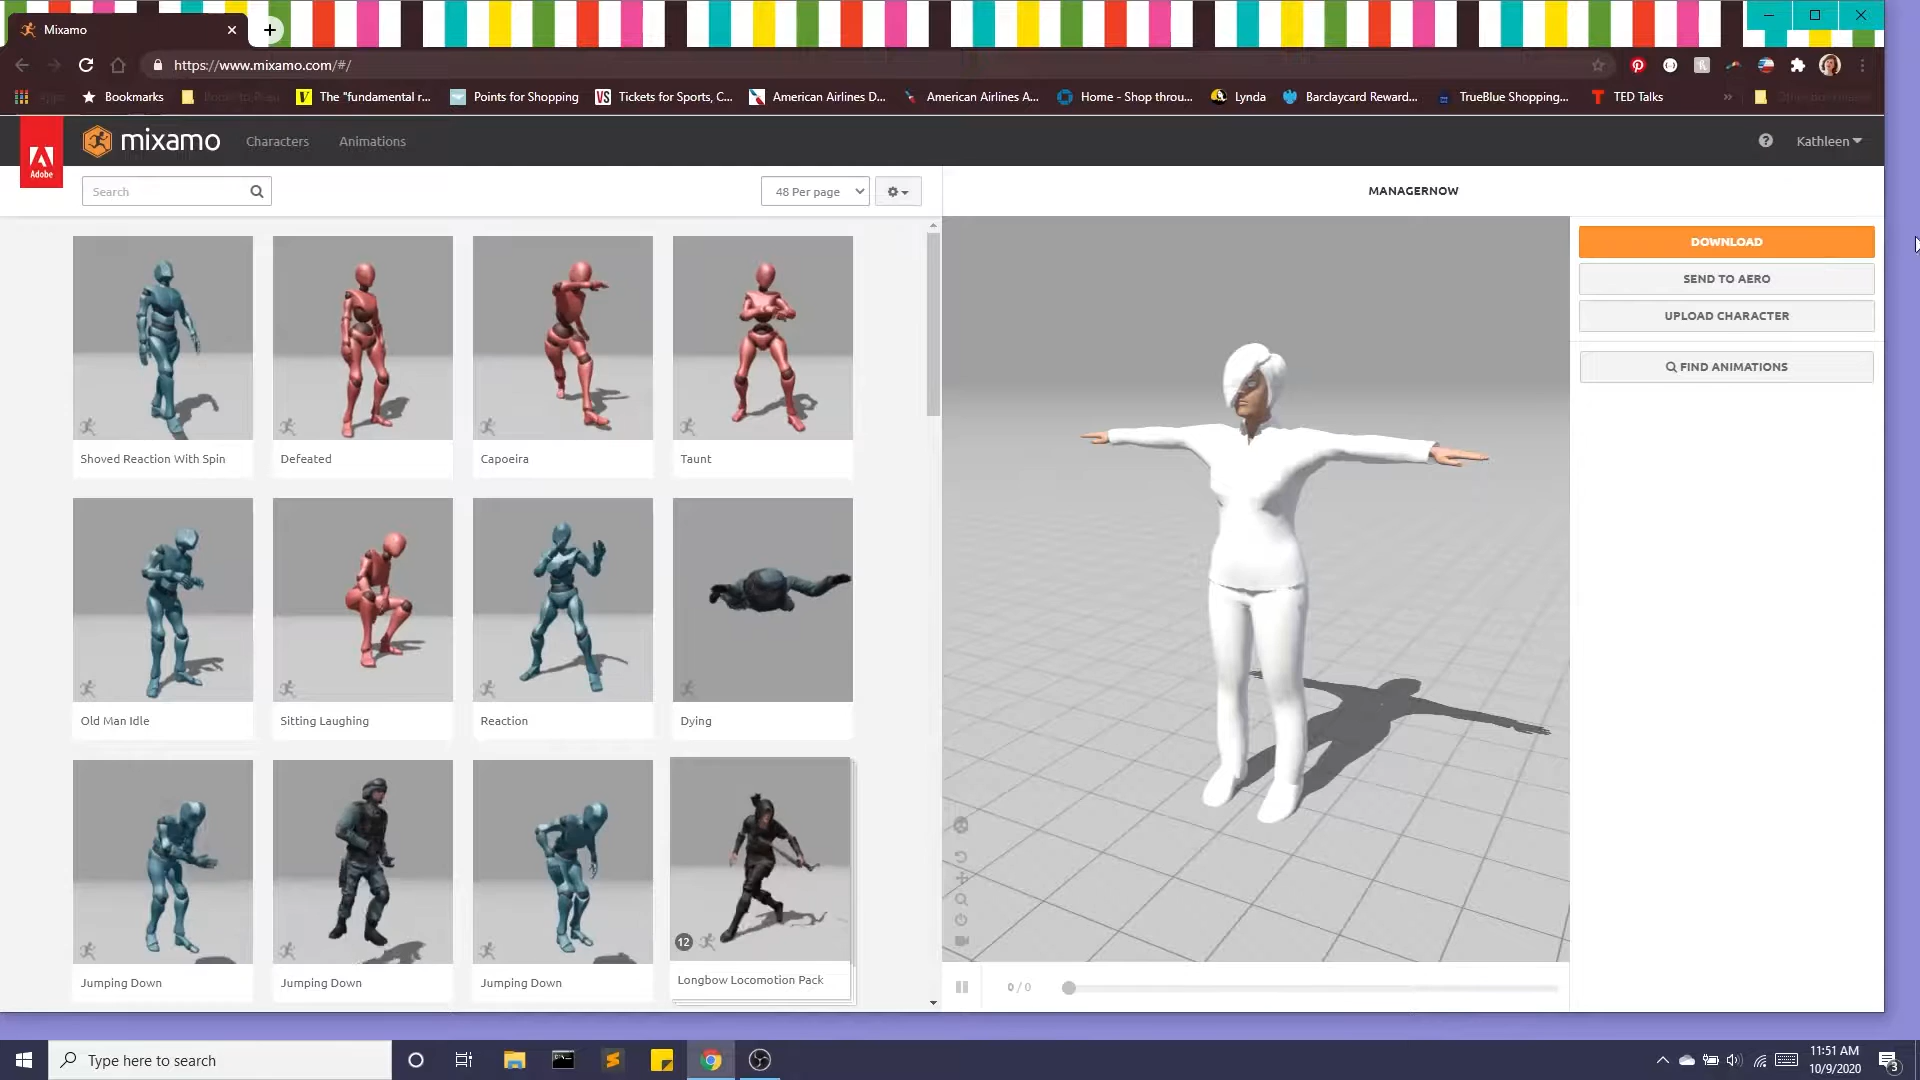 Mixamo
https://www.mixamo.com/#/
Apps
Bookmarks
The "fundamental r...
Points for Shopping
VS
Tickets for Sports, C...
American Airlines D...
American Airlines A...
Home - Shop throu...
Lynda
Barclaycard Reward...
TrueBlue Shopping...
TED Talks
»
Adobe
mixamo
Characters
Animations
Kathleen
Search
48 Per page
MANAGERNOW
DOWNLOAD
SEND TO AERO
UPLOAD CHARACTER
FIND ANIMATIONS
Shoved Reaction With Spin
Defeated
Capoeira
Taunt
Old Man Idle
Sitting Laughing
Reaction
Dying
12
Jumping Down
Jumping Down
Jumping Down
Longbow Locomotion Pack
0 / 0
Type here to search
11:51 AM
10/9/2020
3